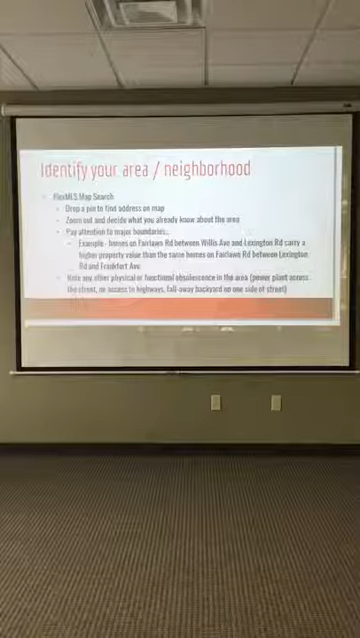 Identify your area / neighborhood
FlexMLS Map Search
Drop a pin to find address on map
Zoom out and decide what you already know about the area
Pay attention to major boundaries...
Example - homes on Fairlawn Rd between Willis Ave and Lexington Rd carry a
higher property value than the same homes on Fairlawn Rd between Lexington
Rd and Frankfort Ave
Note any other physical or functional obsolescence in the area (power plant across
the street, no access to highways, fall-away backyard on one side of street)